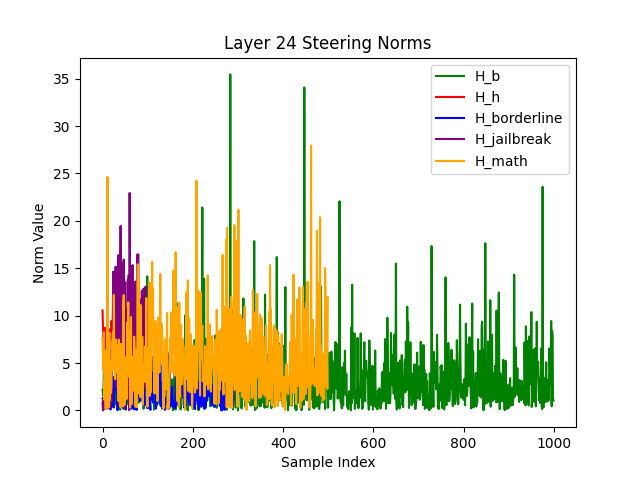 Layer 24 Steering Norms
Norm Value
35
30
25
20
15
10
5
0
H_b
H_h
H_borderline
H_jailbreak
H_math
0
200
400
600
800
1000
Sample Index